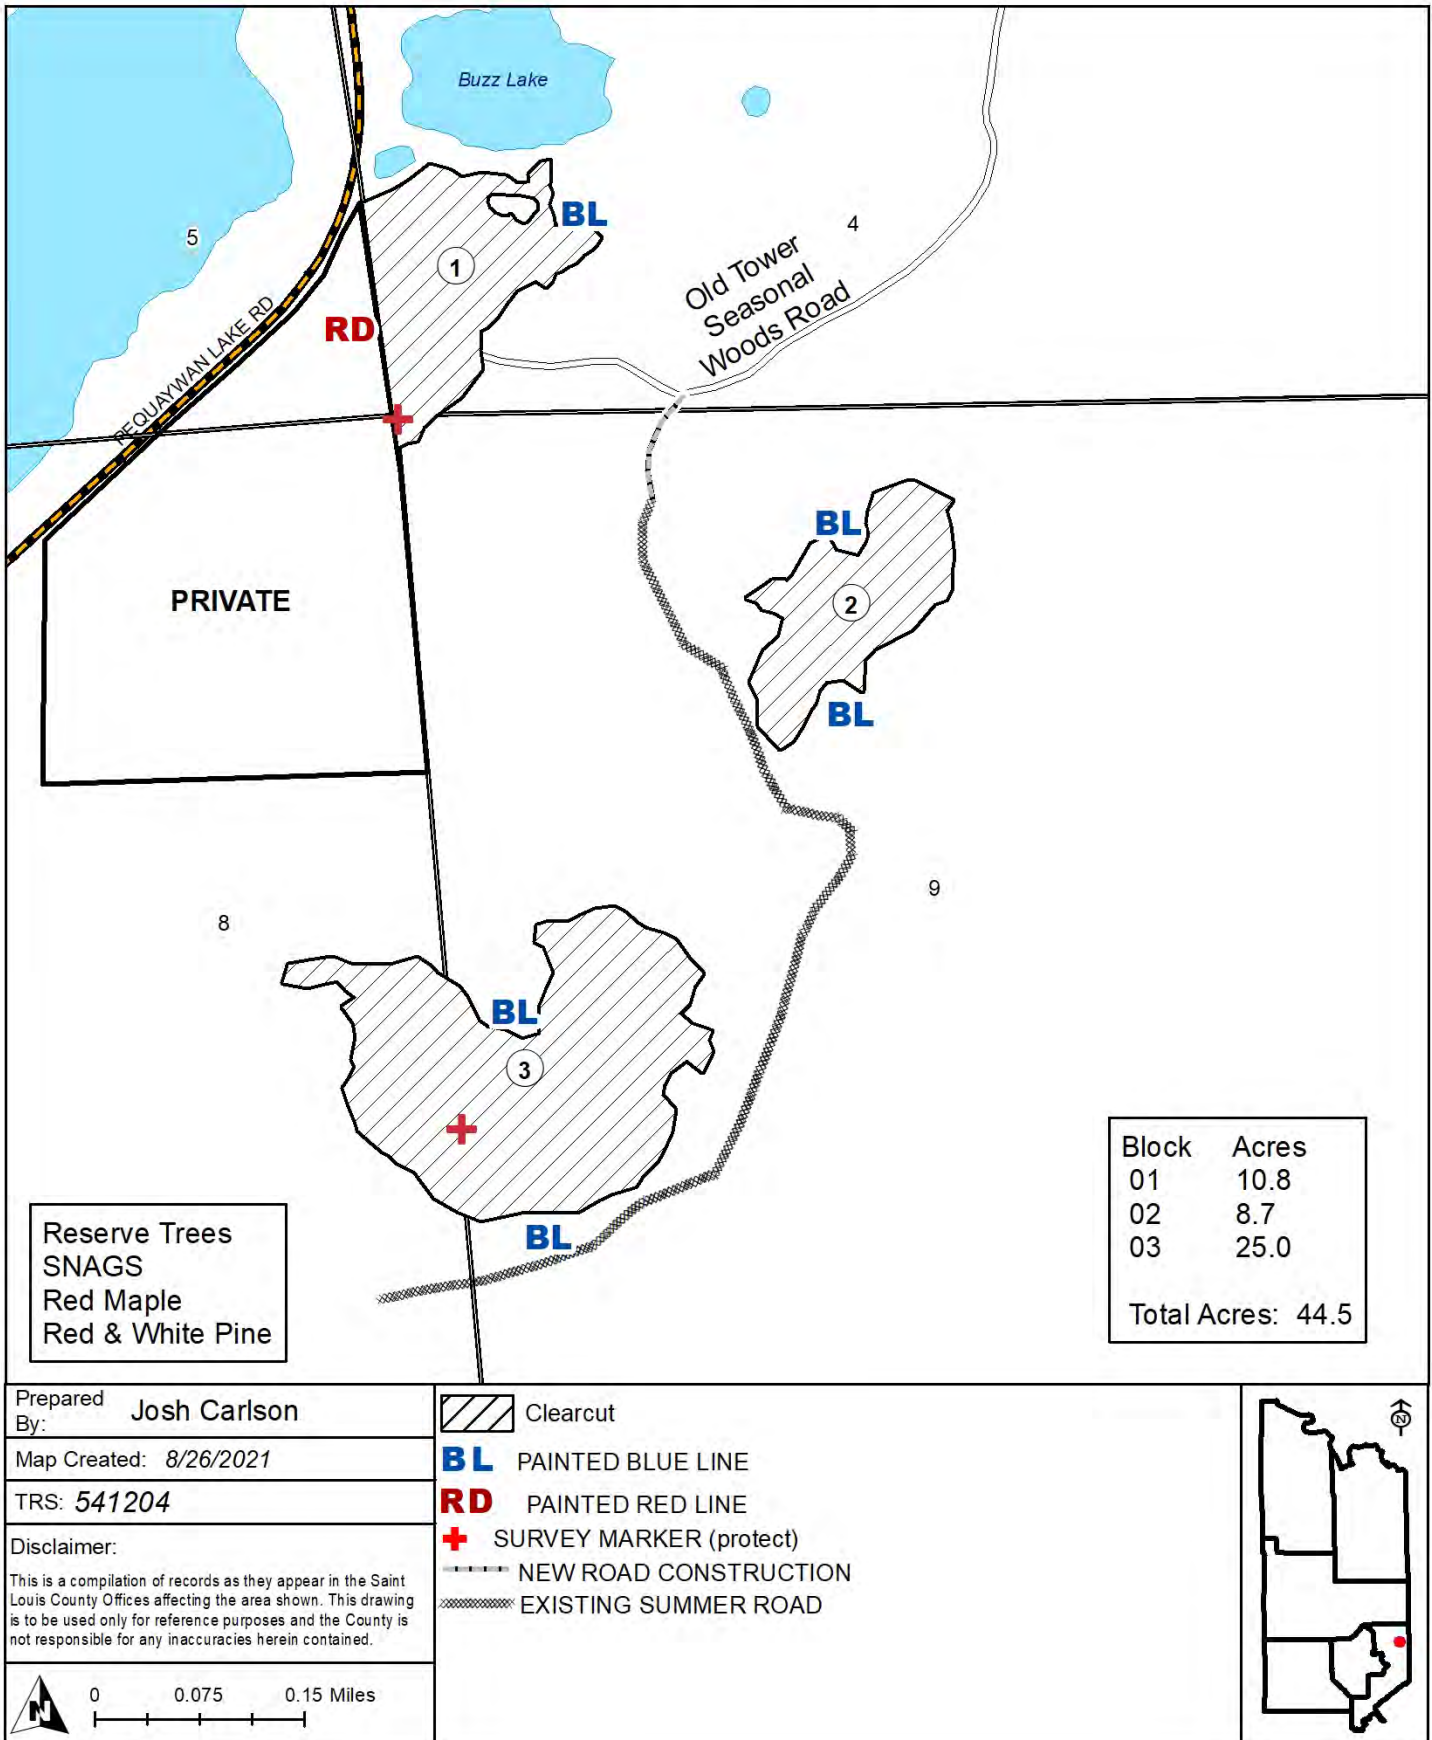 Buzz Lake
5
4
BL
1
Old Tower
Seasonal
Woods Road
RD
PEQUAYWAN LAKE RD
BL
PRIVATE
2
BL
9
8
BL
3
BL
Block Acres
01 10.8
02 8.7
03 25.0
Total Acres: 44.5
Reserve Trees
SNAGS
Red Maple
Red & White Pine
Prepared
By: Josh Carlson
Map Created: 8/26/2021
TRS: 541204
Disclaimer:
This is a compilation of records as they appear in the Saint
Louis County Offices affecting the area shown. This drawing
is to be used only for reference purposes and the County is
not responsible for any inaccuracies herein contained.
N
0 0.075 0.15 Miles
Clearcut
BL PAINTED BLUE LINE
RD PAINTED RED LINE
SURVEY MARKER (protect)
NEW ROAD CONSTRUCTION
EXISTING SUMMER ROAD
N